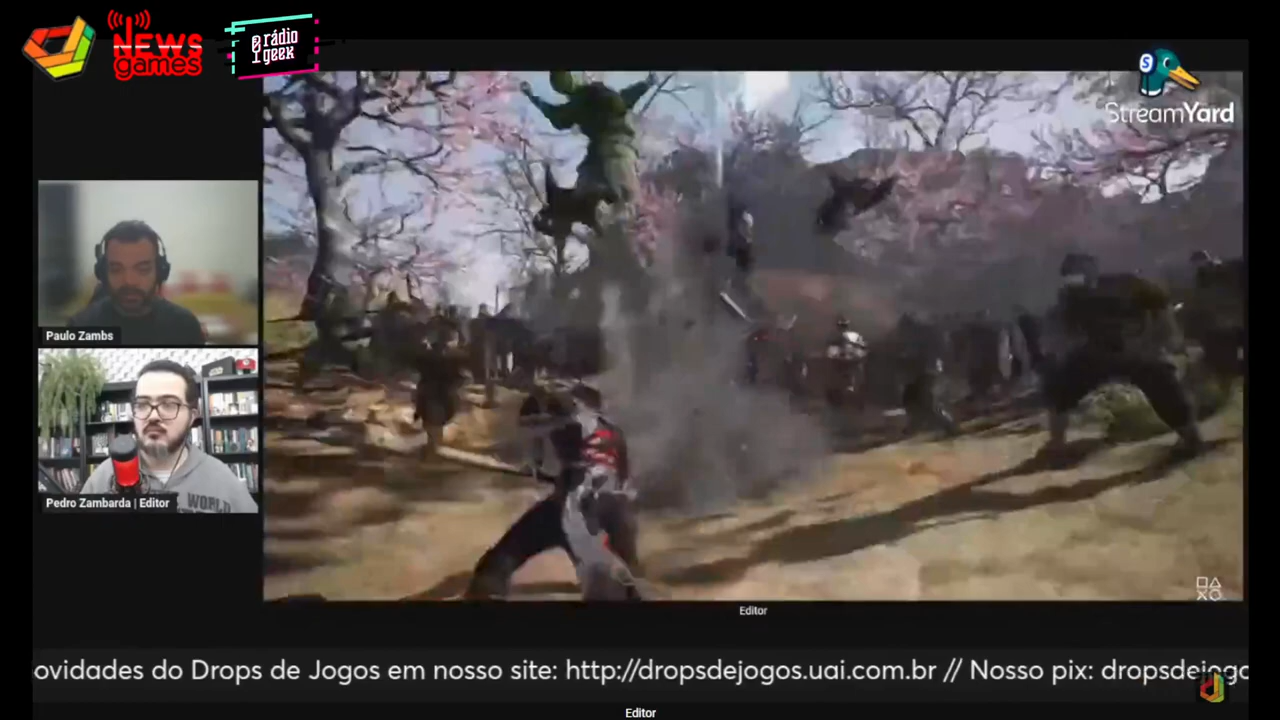 NEWS
games
rádio
geek
StreamYard
Paulo Zambs
WORLD
Pedro Zambarda | Editor
Editor
ovidades do Drops de Jogos em nosso site: http://dropsdejogos.uai.com.br // Nosso pix: dropsdejogo
Editor